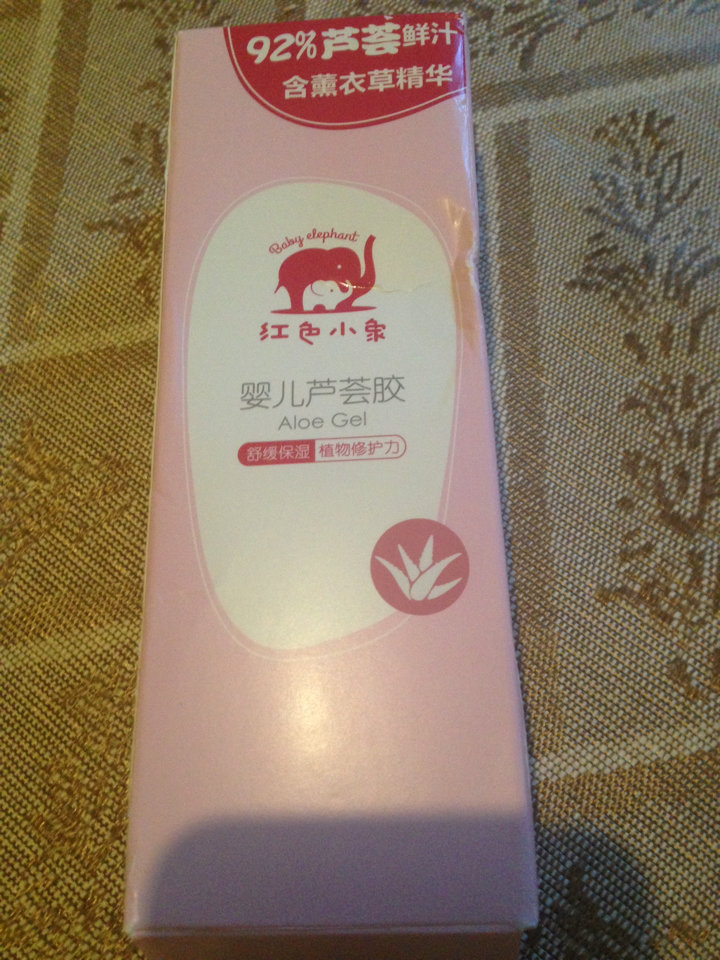 92%芦荟鲜汁
含薰衣草精华
Baby elephant
红色小象
婴儿芦荟胶
Aloe Gel
舒缓保湿 植物修护力